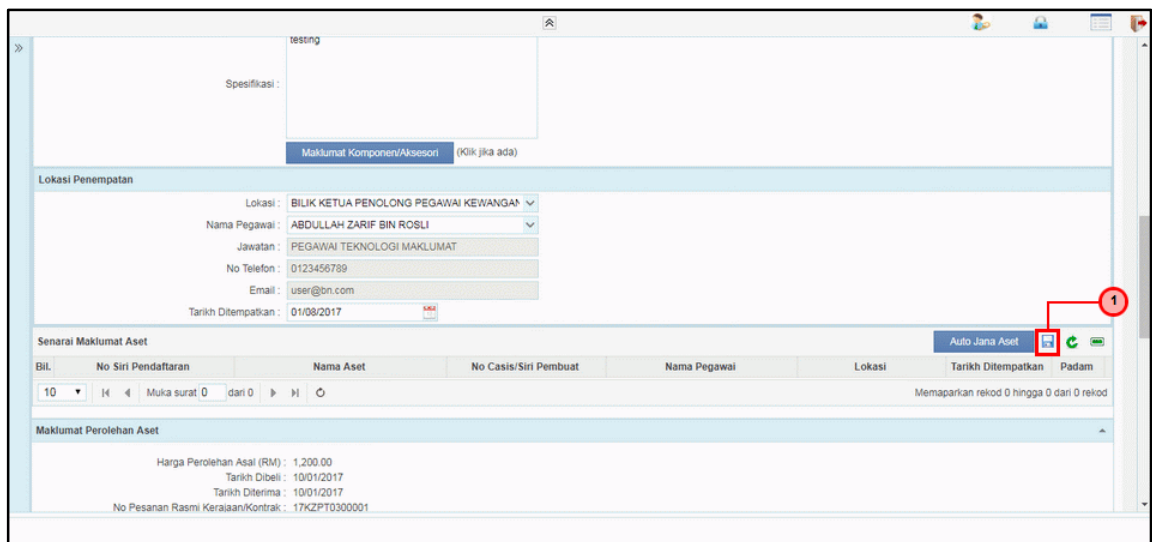 testing
Spesifikasi :
Maklumat Komponen/Aksesori (Klik jika ada)
Lokasi Penempatan
Lokasi : BILIK KETUA PENOLONG PEGAWAI KEWANGAN
Nama Pegawai : ABDULLAH ZARIF BIN ROSLI
Jawatan : PEGAWAI TEKNOLOGI MAKLUMAT
No Telefon : 0123456789
Email : user@bn.com
Tarikh Ditempatkan : 01/08/2017
1
Senarai Maklumat Aset Auto Jana Aset
Bil. No Siri Pendaftaran Nama Aset No Casis/Siri Pembuat Nama Pegawai Lokasi Tarikh Ditempatkan Padam
10 Muka surat 0 dari 0 Memaparkan rekod 0 hingga 0 dari 0 rekod
Maklumat Perolehan Aset
Harga Perolehan Asal (RM) : 1,200.00
Tarikh Dibeli : 10/01/2017
Tarikh Diterima : 10/01/2017
No Pesanan Rasmi Kerajaan/Kontrak : 17KZPT0300001